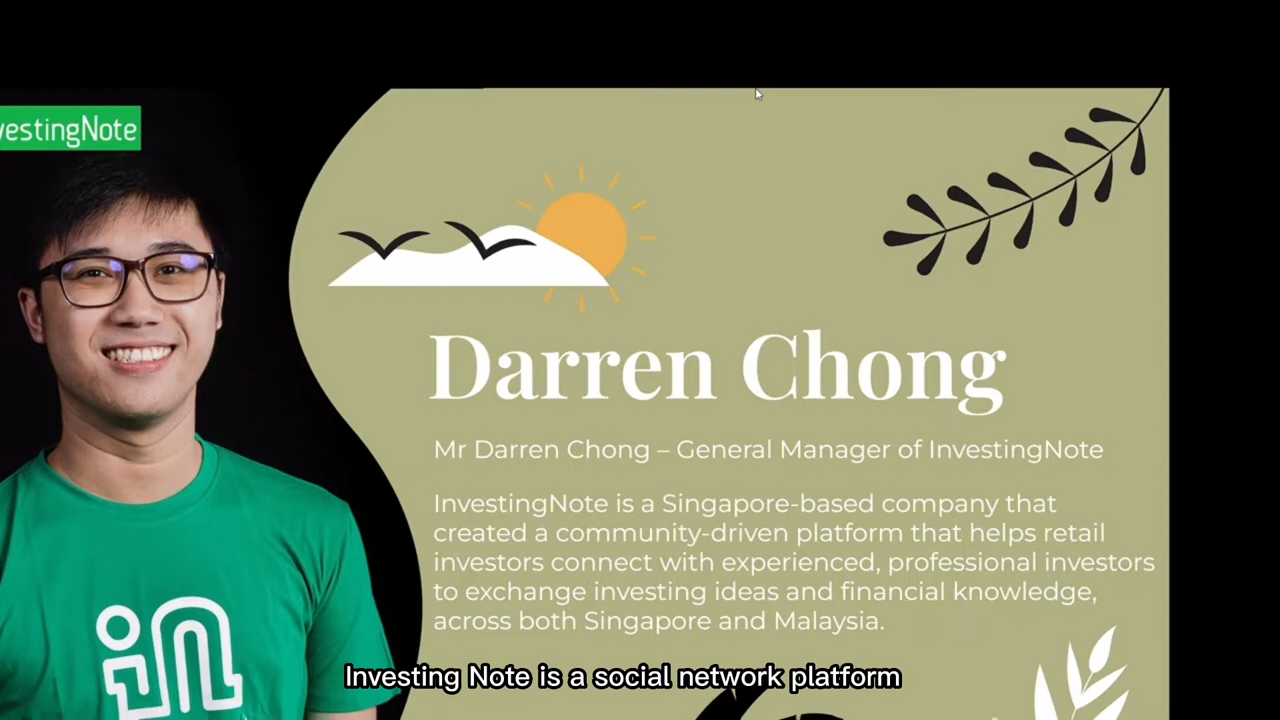 vestingNote
in
Darren Chong
Mr Darren Chong – General Manager of InvestingNote
InvestingNote is a Singapore-based company that
created a community-driven platform that helps retail
investors connect with experienced, professional investors
to exchange investing ideas and financial knowledge,
across both Singapore and Malaysia.
Investing Note is a social network platform